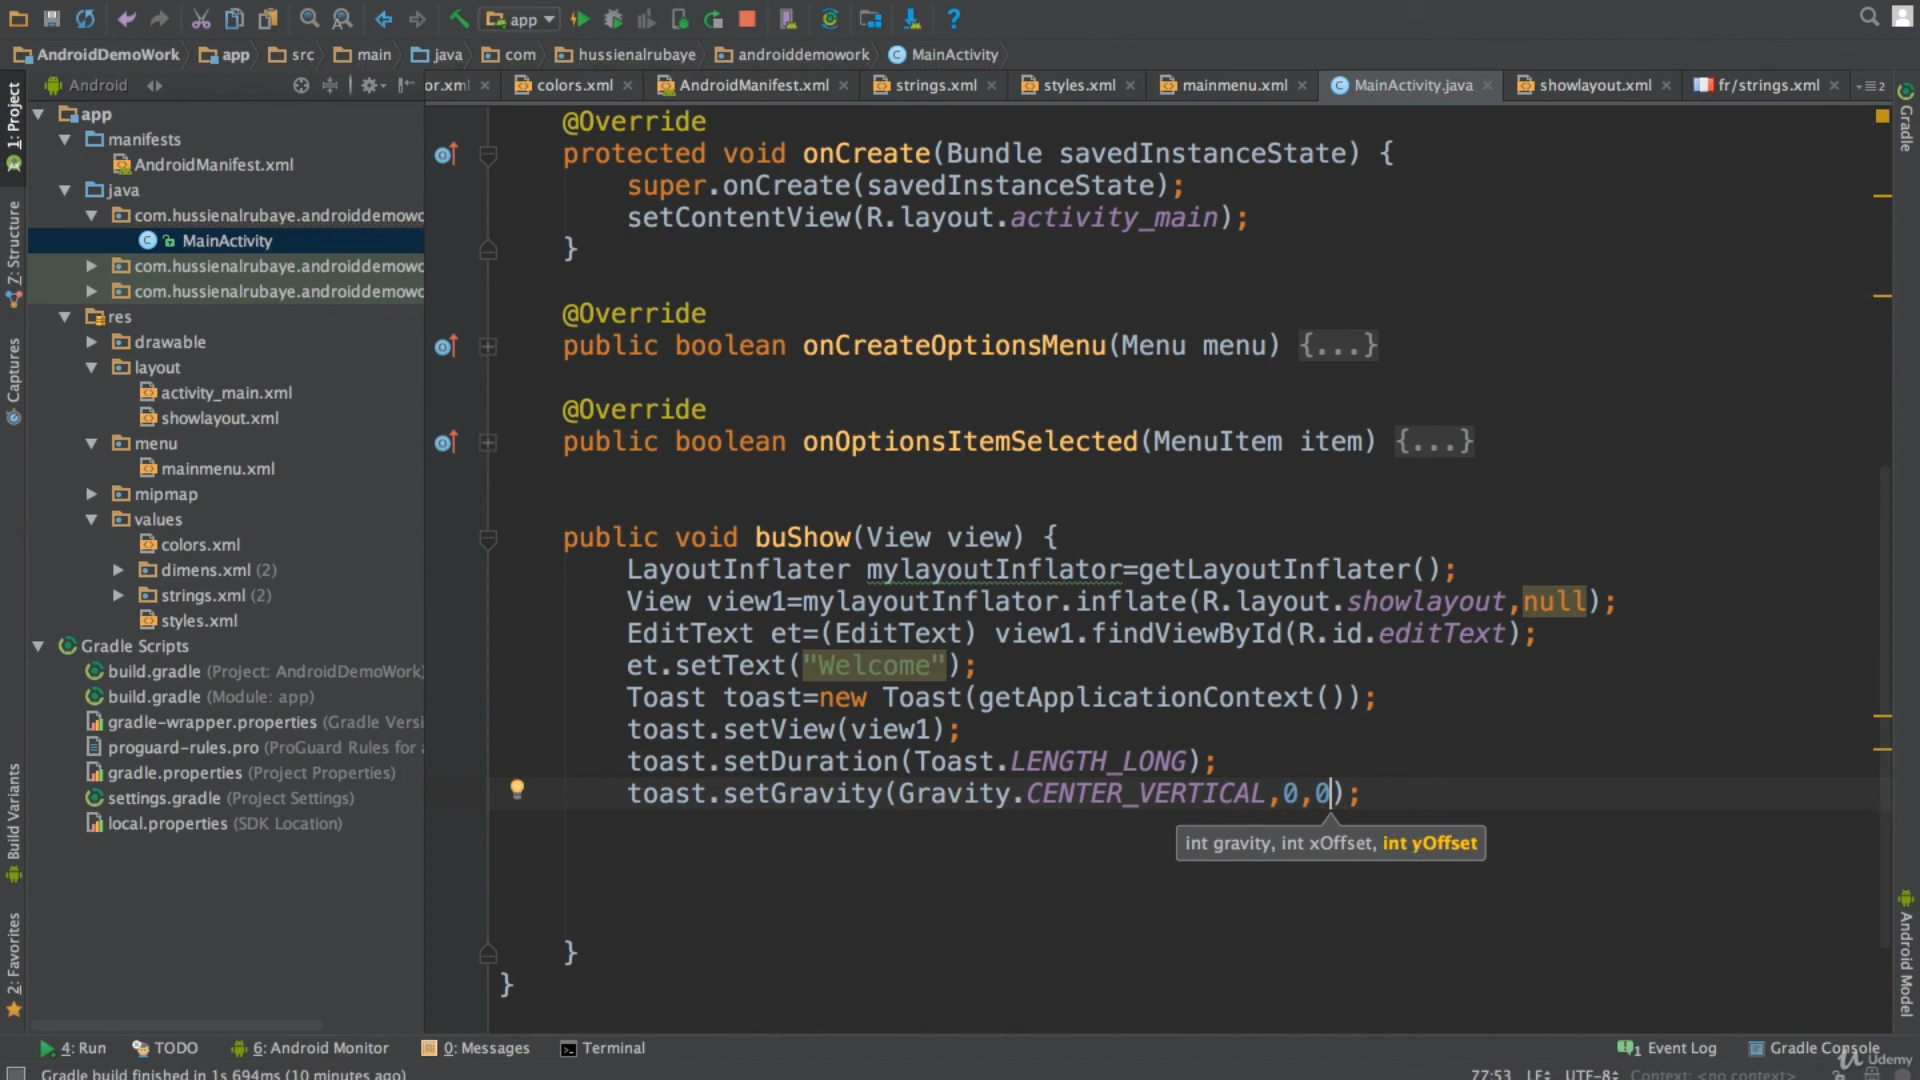 app
AndroidDemoWork app src main java com hussienalrubaye androiddemowork MainActivity
Android
or.xml colors.xml AndroidManifest.xml strings.xml styles.xml mainmenu.xml MainActivity.java showlayout.xml fr/strings.xml 2
1: Project
Z: Structure
Captures
Build Variants
2: Favorites
app
manifests
AndroidManifest.xml
java
com.hussienalrubaye.androiddemowo
MainActivity
com.hussienalrubaye.androiddemowo
com.hussienalrubaye.androiddemowo
res
drawable
layout
activity_main.xml
showlayout.xml
menu
mainmenu.xml
mipmap
values
colors.xml
dimens.xml (2)
strings.xml (2)
styles.xml
Gradle Scripts
build.gradle (Project: AndroidDemoWork)
build.gradle (Module: app)
gradle-wrapper.properties (Gradle Versi
proguard-rules.pro (ProGuard Rules for a
gradle.properties (Project Properties)
settings.gradle (Project Settings)
local.properties (SDK Location)
@Override
protected void onCreate(Bundle savedInstanceState) {
super.onCreate(savedInstanceState);
setContentView(R.layout.activity_main);
}
@Override
public boolean onCreateOptionsMenu(Menu menu) {...}
@Override
public boolean onOptionsItemSelected(MenuItem item) {...}
public void buShow(View view) {
LayoutInflater mylayoutInflator=getLayoutInflater();
View view1=mylayoutInflator.inflate(R.layout.showlayout,null);
EditText et=(EditText) view1.findViewById(R.id.editText);
et.setText("Welcome");
Toast toast=new Toast(getApplicationContext());
toast.setView(view1);
toast.setDuration(Toast.LENGTH_LONG);
toast.setGravity(Gravity.CENTER_VERTICAL,0,0);
int gravity, int xOffset, int yOffset
}
}
Gradle
Android Model
4: Run TODO 6: Android Monitor 0: Messages Terminal 1 Event Log Gradle Console
Udemy
Gradle build finished in 1s 694ms (10 minutes ago) 77:53 LF UTF-8 Context: <no context>